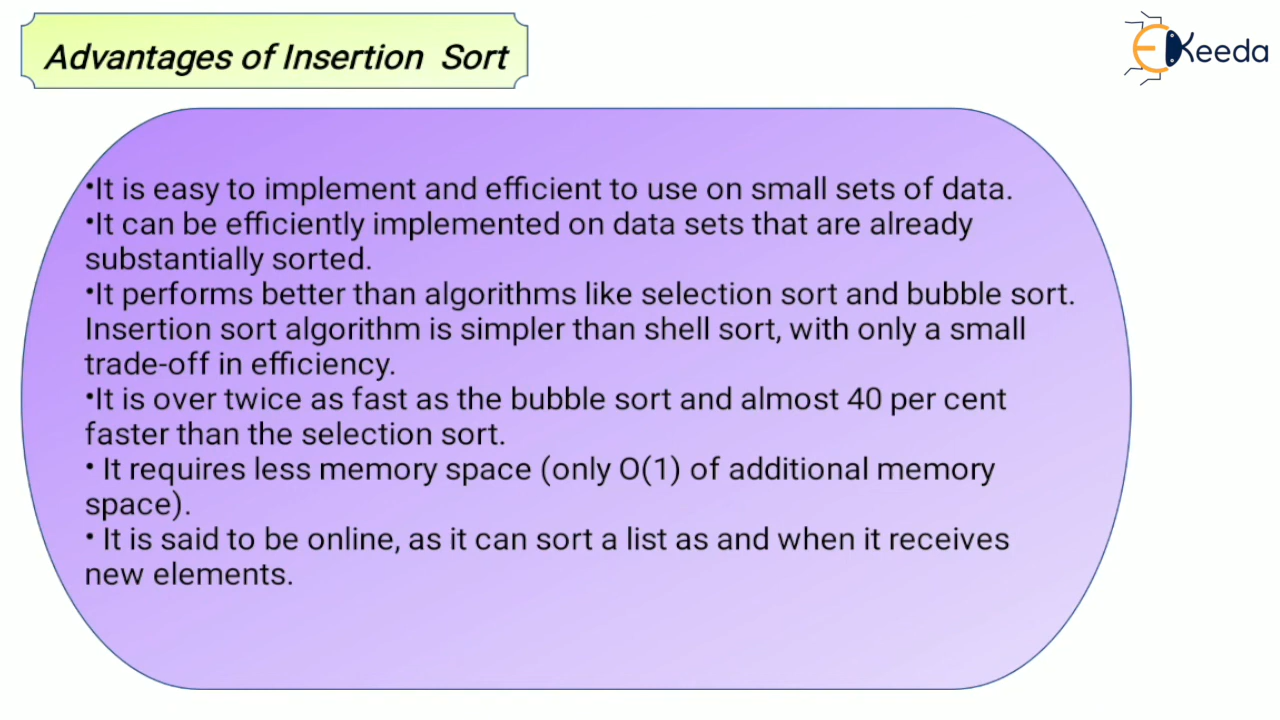 Advantages of Insertion Sort
EKeeda
•It is easy to implement and efficient to use on small sets of data.
•It can be efficiently implemented on data sets that are already
substantially sorted.
•It performs better than algorithms like selection sort and bubble sort.
Insertion sort algorithm is simpler than shell sort, with only a small
trade-off in efficiency.
•It is over twice as fast as the bubble sort and almost 40 per cent
faster than the selection sort.
• It requires less memory space (only O(1) of additional memory
space).
• It is said to be online, as it can sort a list as and when it receives
new elements.